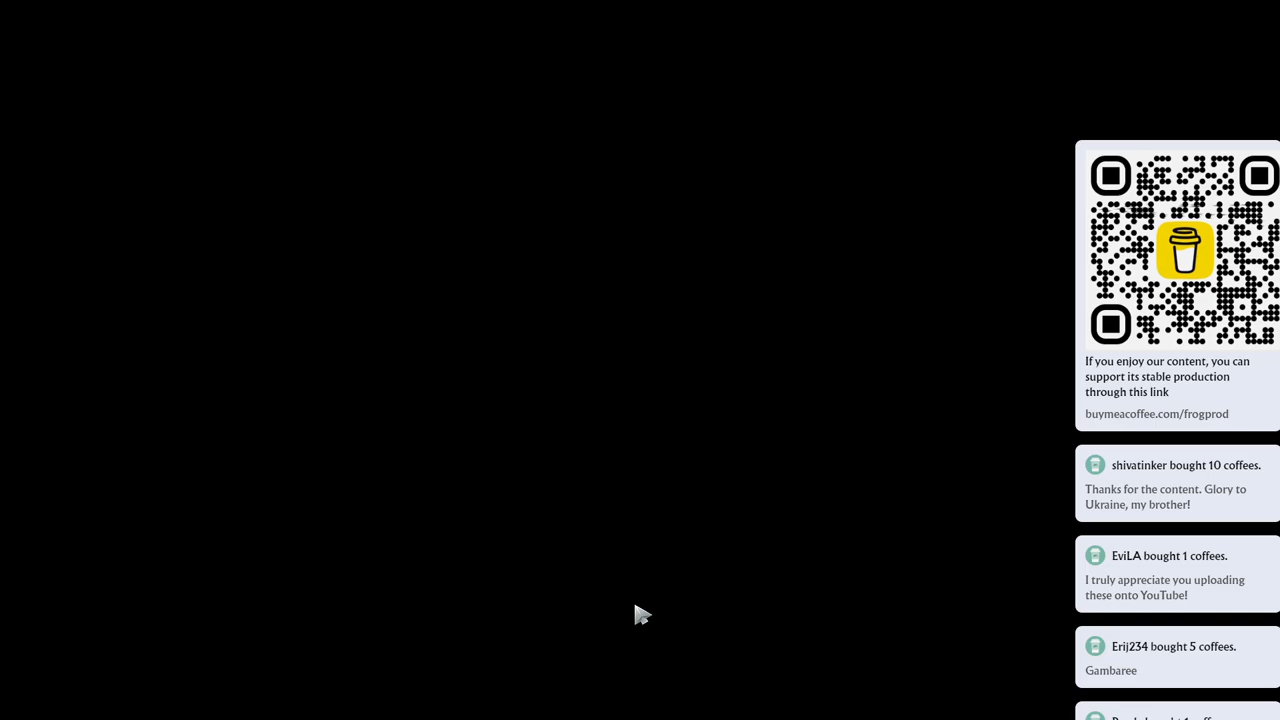 If you enjoy our content, you can
support its stable production
through this link
buymeacoffee.com/frogprod
shivatinker bought 10 coffees.
Thanks for the content. Glory to
Ukraine, my brother!
EviLA bought 1 coffees.
I truly appreciate you uploading
these onto YouTube!
Erij234 bought 5 coffees.
Gambaree